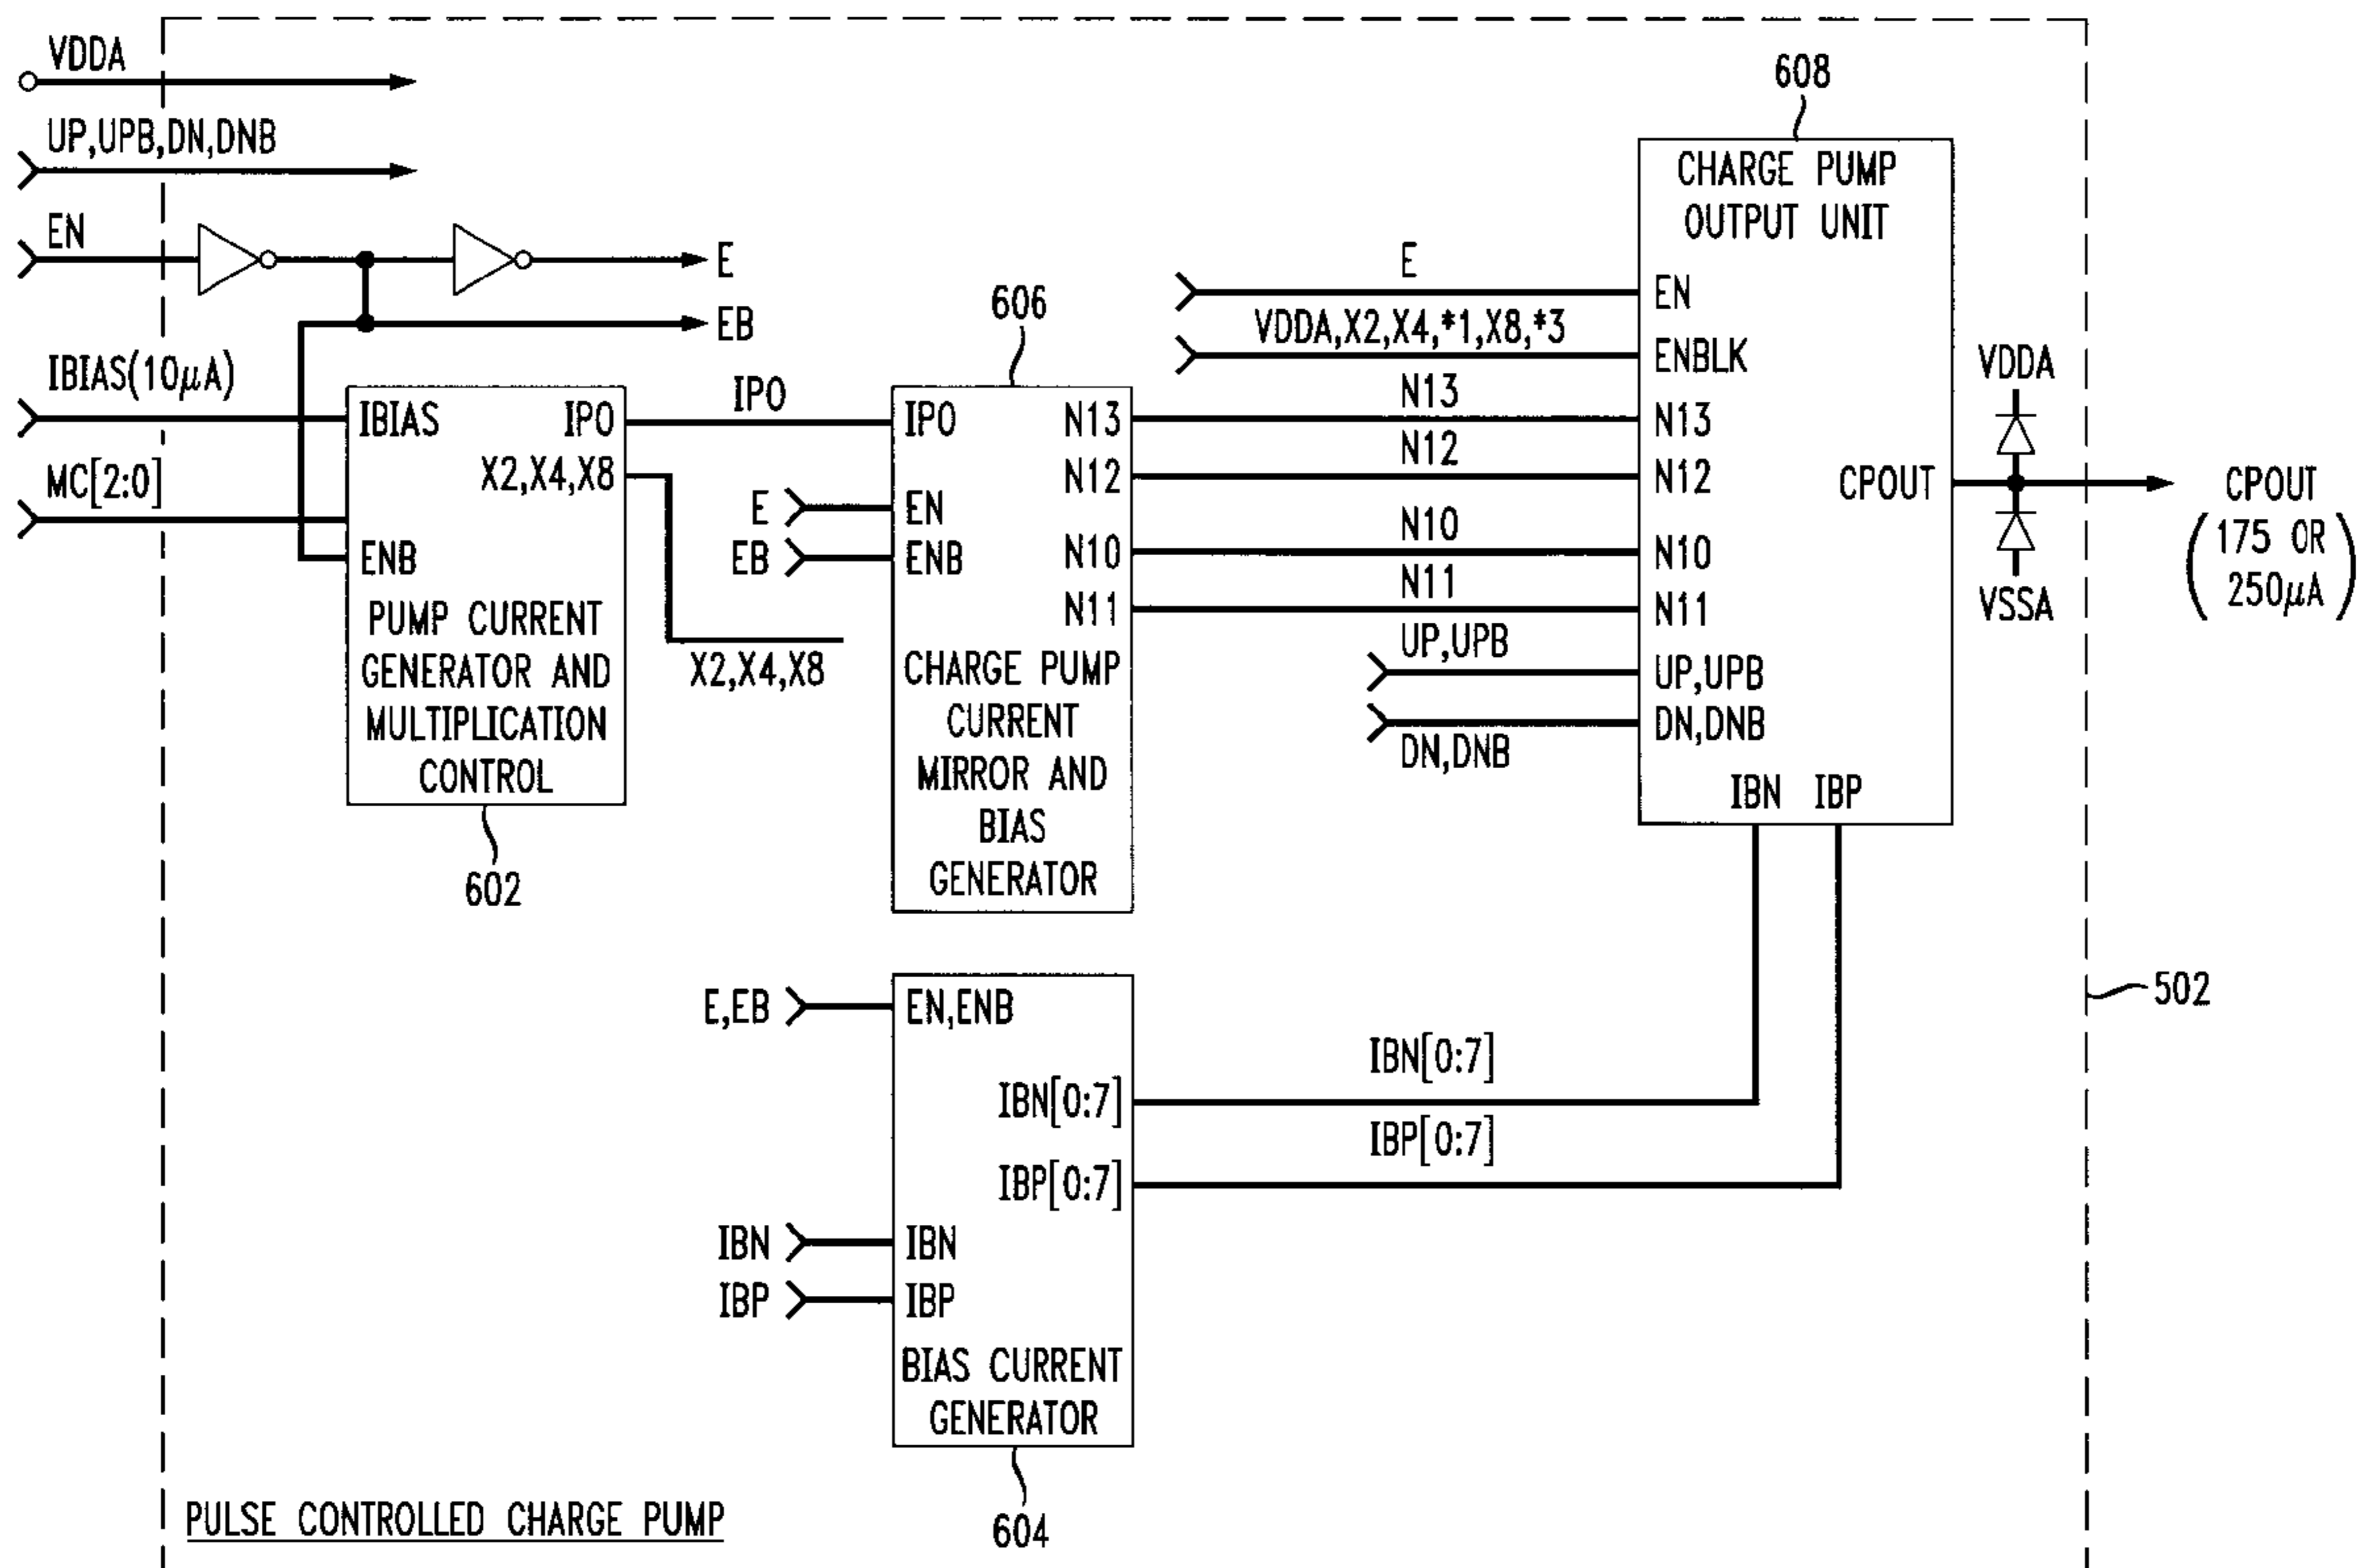 VDDA
UP,UPB,DN,DNB
EN
E
EB
IBIAS(10μA)
MC[2:0]
IBIAS
IPO
X2,X4,X8
ENB
PUMP CURRENT
GENERATOR AND
MULTIPLICATION
CONTROL
602
IPO
X2,X4,X8
606
IPO
E
EN
EB
ENB
N13
N12
N10
N11
CHARGE PUMP
CURRENT
MIRROR AND
BIAS
GENERATOR
608
CHARGE PUMP
OUTPUT UNIT
E
EN
VDDA,X2,X4,*1,X8,*3
ENBLK
N13
N13
N12
N12
N10
N10
N11
N11
UP,UPB
UP,UPB
DN,DNB
DN,DNB
CPOUT
IBN IBP
VDDA
VSSA
CPOUT
(175 OR
250μA)
E,EB
EN,ENB
IBN[0:7]
IBN[0:7]
IBP[0:7]
IBP[0:7]
IBN
IBN
IBP
IBP
BIAS CURRENT
GENERATOR
604
502
PULSE CONTROLLED CHARGE PUMP